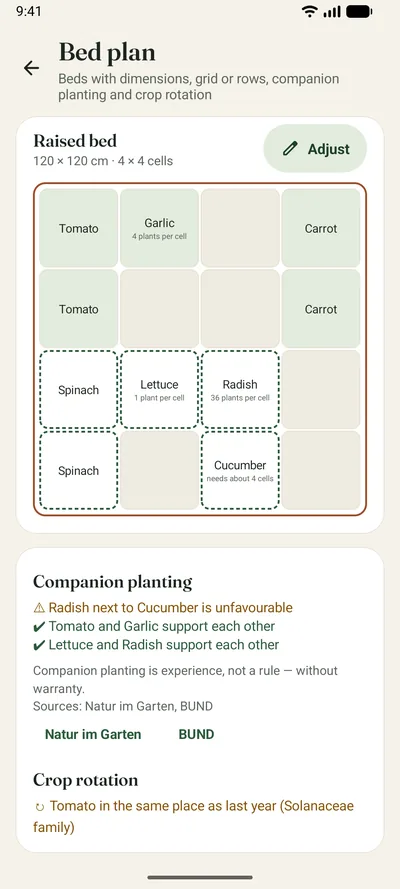 9:41
Bed plan
Beds with dimensions, grid or rows, companion
planting and crop rotation
Raised bed
120 × 120 cm · 4 × 4 cells
Adjust
Tomato
Garlic
4 plants per cell
Carrot
Tomato
Carrot
Spinach
Lettuce
1 plant per cell
Radish
36 plants per cell
Spinach
Cucumber
needs about 4 cells
Companion planting
⚠ Radish next to Cucumber is unfavourable
✔ Tomato and Garlic support each other
✔ Lettuce and Radish support each other
Companion planting is experience, not a rule — without
warranty.
Sources: Natur im Garten, BUND
Natur im Garten BUND
Crop rotation
↻ Tomato in the same place as last year (Solanaceae
family)